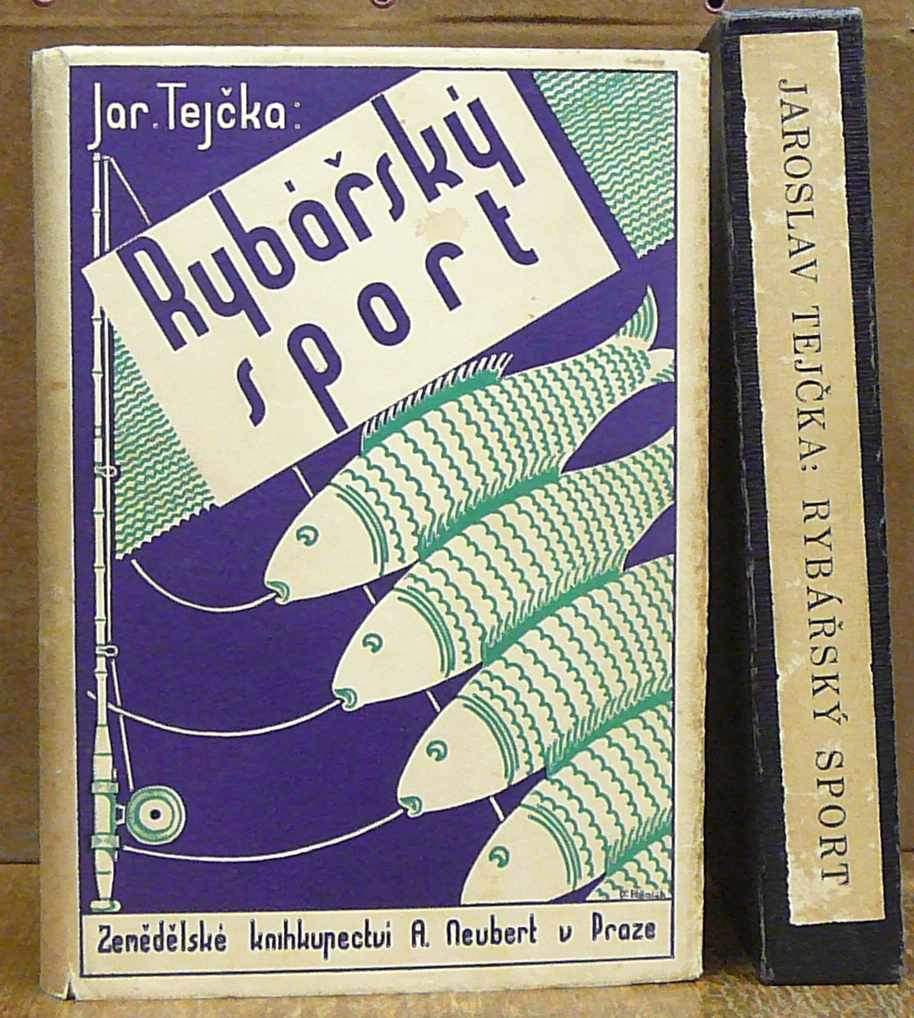 Jar. Tejčka:
Rybářský
sport
Zemědělské knihkupectví A. Neubert v Praze
JAROSLAV TEJČKA: RYBÁŘSKÝ SPORT